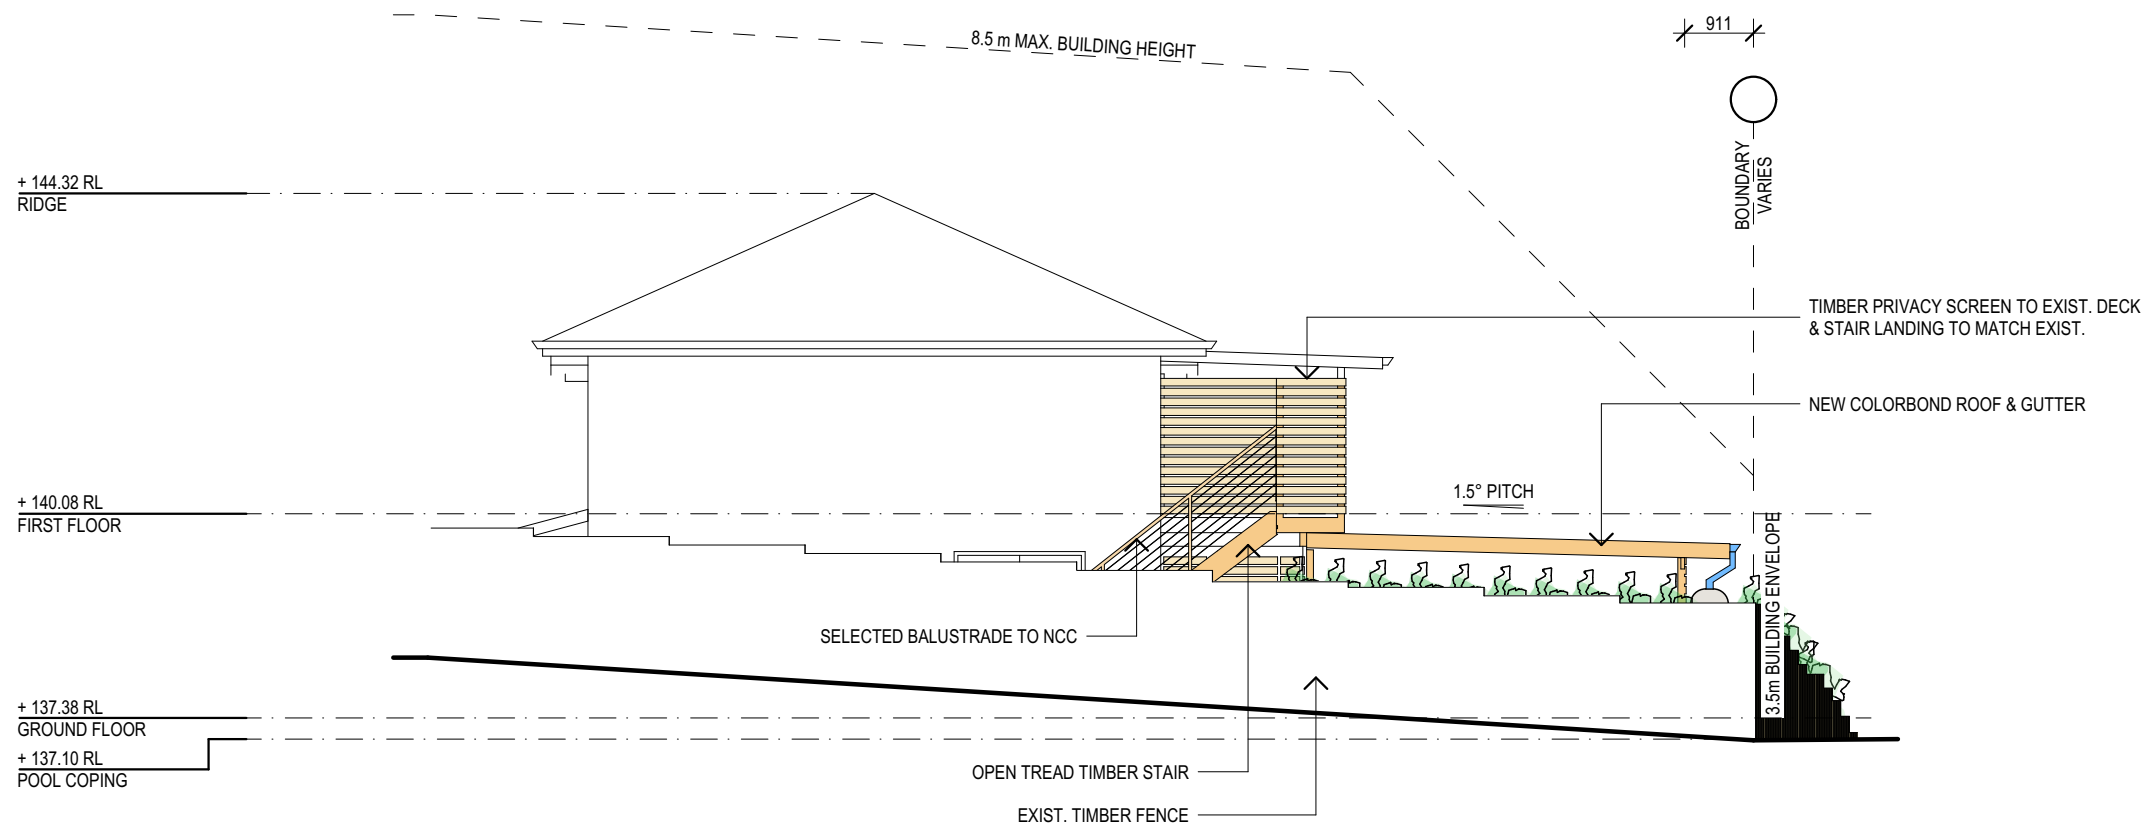 8.5 m MAX. BUILDING HEIGHT
911
BOUNDARY
VARIES
+ 144.32 RL
RIDGE
TIMBER PRIVACY SCREEN TO EXIST. DECK
& STAIR LANDING TO MATCH EXIST.
NEW COLORBOND ROOF & GUTTER
+ 140.08 RL
FIRST FLOOR
1.5° PITCH
3.5m BUILDING ENVELOPE
SELECTED BALUSTRADE TO NCC
+ 137.38 RL
GROUND FLOOR
+ 137.10 RL
POOL COPING
OPEN TREAD TIMBER STAIR
EXIST. TIMBER FENCE